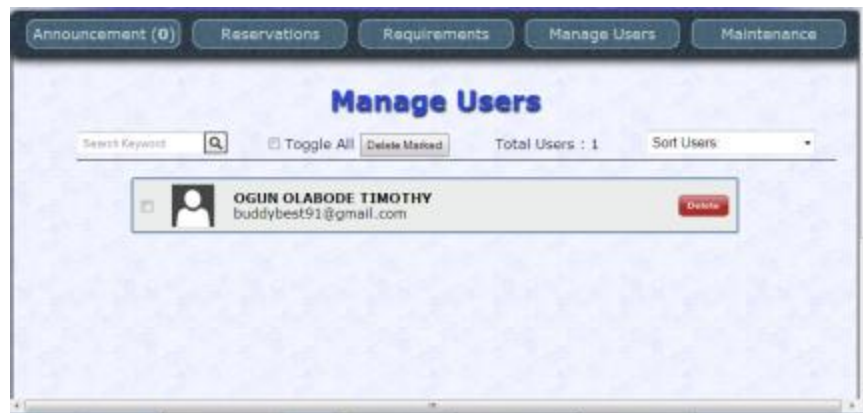 Announcement (0) Reservations Requirements Manage Users Maintenance
Manage Users
Search Keyword Toggle All Delete Marked Total Users : 1 Sort Users
OGUN OLABODE TIMOTHY
buddybest91@gmail.com
Delete